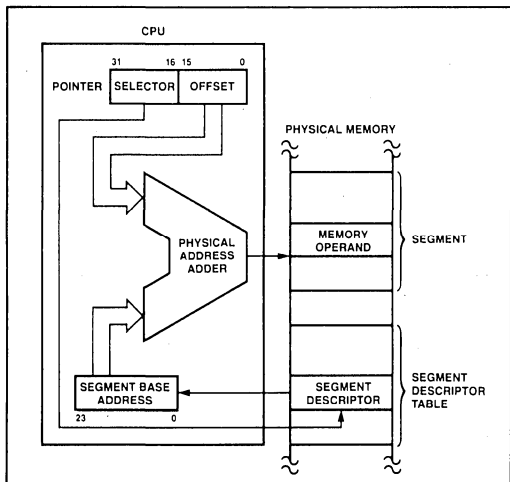 CPU
31 16 15 0
POINTER SELECTOR OFFSET
PHYSICAL MEMORY
MEMORY
OPERAND
SEGMENT
PHYSICAL
ADDRESS
ADDER
SEGMENT BASE
ADDRESS
23 0
SEGMENT
DESCRIPTOR
SEGMENT
DESCRIPTOR
TABLE